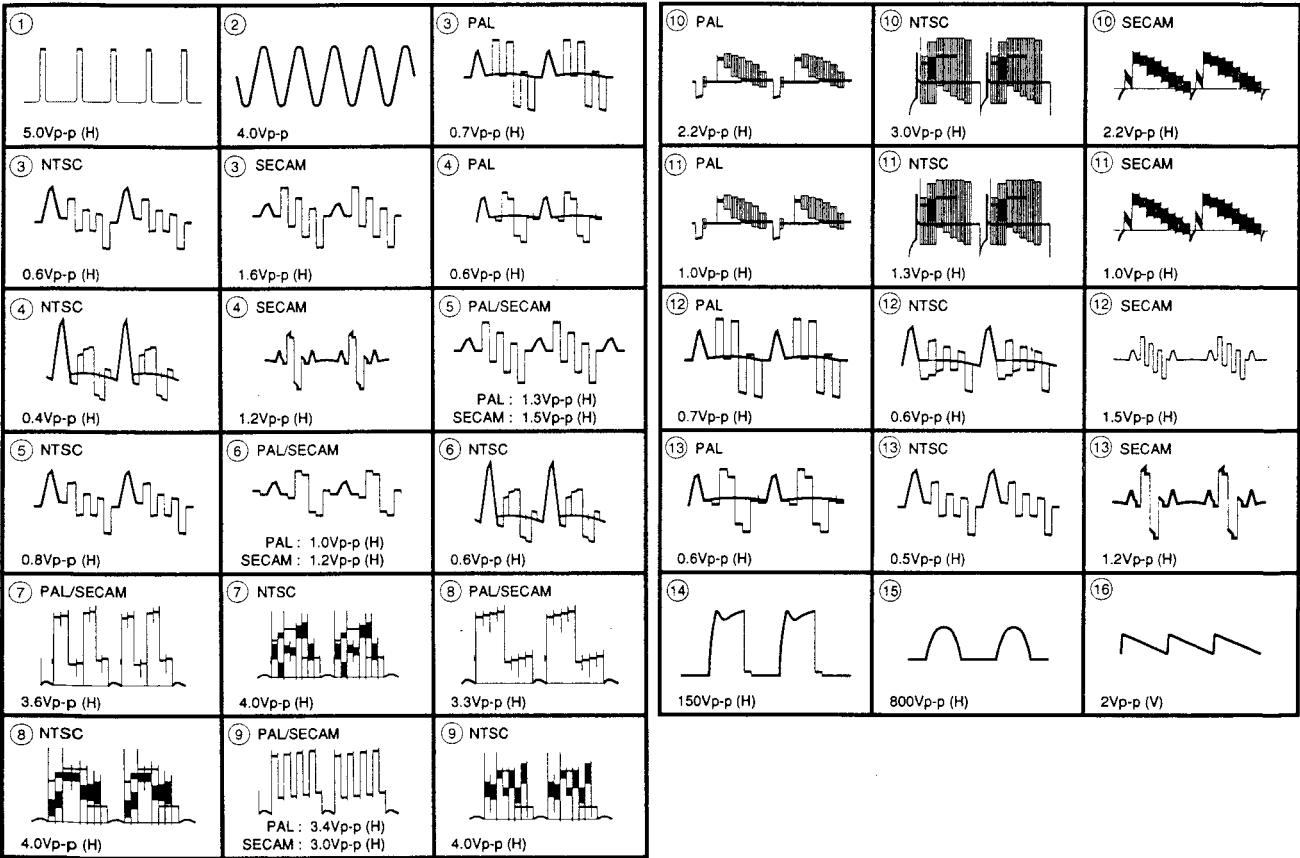 ① 
5.0Vp-p (H)
②
4.0Vp-p
③ PAL
0.7Vp-p (H)
③ NTSC
0.6Vp-p (H)
③ SECAM
1.6Vp-p (H)
④ PAL
0.6Vp-p (H)
④ NTSC
0.4Vp-p (H)
④ SECAM
1.2Vp-p (H)
⑤ PAL/SECAM
PAL : 1.3Vp-p (H)
SECAM : 1.5Vp-p (H)
⑤ NTSC
0.8Vp-p (H)
⑥ PAL/SECAM
PAL : 1.0Vp-p (H)
SECAM : 1.2Vp-p (H)
⑥ NTSC
0.6Vp-p (H)
⑦ PAL/SECAM
3.6Vp-p (H)
⑦ NTSC
4.0Vp-p (H)
⑧ PAL/SECAM
3.3Vp-p (H)
⑧ NTSC
4.0Vp-p (H)
⑨ PAL/SECAM
PAL : 3.4Vp-p (H)
SECAM : 3.0Vp-p (H)
⑨ NTSC
4.0Vp-p (H)
⑩ PAL
2.2Vp-p (H)
⑩ NTSC
3.0Vp-p (H)
⑩ SECAM
2.2Vp-p (H)
⑪ PAL
1.0Vp-p (H)
⑪ NTSC
1.3Vp-p (H)
⑪ SECAM
1.0Vp-p (H)
⑫ PAL
0.7Vp-p (H)
⑫ NTSC
0.6Vp-p (H)
⑫ SECAM
1.5Vp-p (H)
⑬ PAL
0.6Vp-p (H)
⑬ NTSC
0.5Vp-p (H)
⑬ SECAM
1.2Vp-p (H)
⑭
150Vp-p (H)
⑮
800Vp-p (H)
⑯
2Vp-p (V)